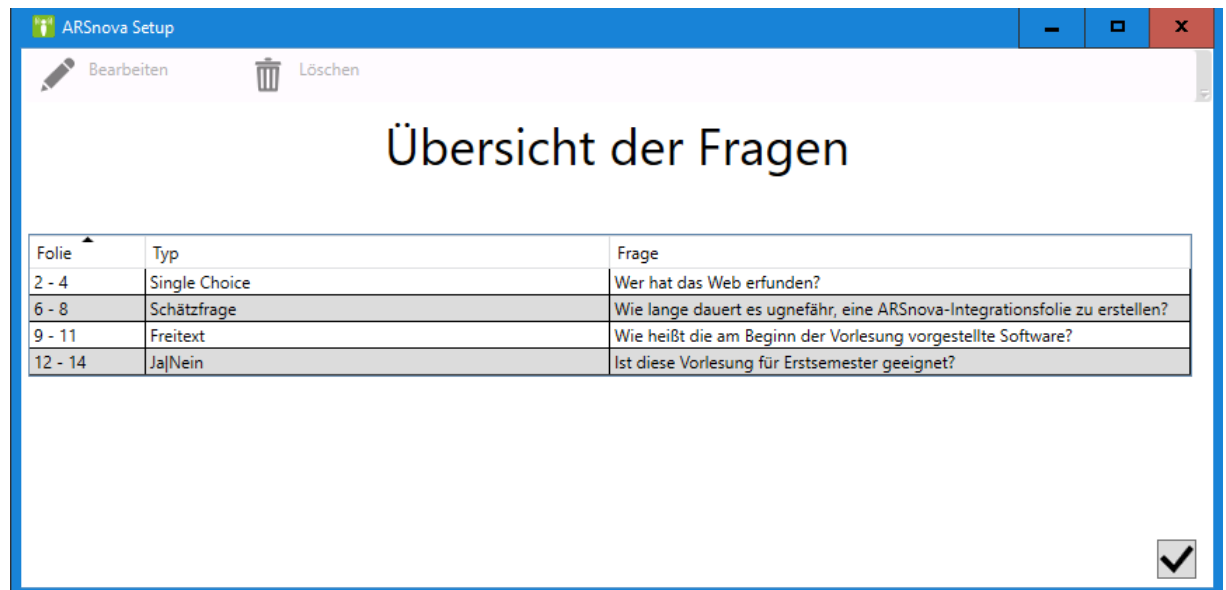 ARSnova Setup
Bearbeiten Löschen
Übersicht der Fragen
Folie Typ Frage
2 - 4 Single Choice Wer hat das Web erfunden?
6 - 8 Schätzfrage Wie lange dauert es ugnefähr, eine ARSnova-Integrationsfolie zu erstellen?
9 - 11 Freitext Wie heißt die am Beginn der Vorlesung vorgestellte Software?
12 - 14 Ja|Nein Ist diese Vorlesung für Erstsemester geeignet?